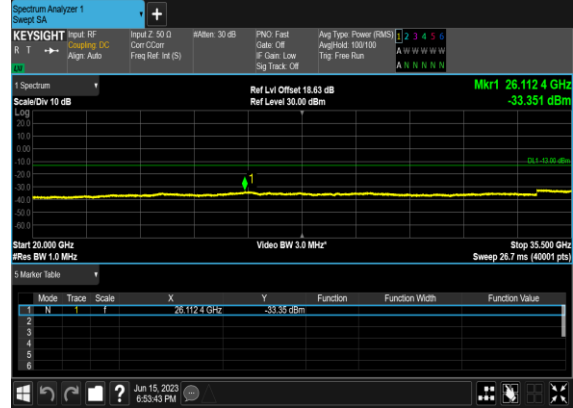 Spectrum Analyzer 1
Swept SA
+
KEYSIGHT Input: RF Input Z: 50 Ω #Atten: 30 dB PNO: Fast Avg Type: Power (RMS) 1 2 3 4 5 6
R T Coupling: DC Corr CCorr Gate: Off Avg|Hold: 100/100 A W W W W W
Align: Auto Freq Ref: Int (S) IF Gain: Low Trig: Free Run
Sig Track: Off A N N N N N
1 Spectrum
Ref Lvl Offset 18.63 dB Mkr1 26.112 4 GHz
Scale/Div 10 dB Ref Level 30.00 dBm -33.351 dBm
Log
20.0
10.0
0.00
-10.0
DL1 -13.00 dBm
-20.0
1
-30.0
-40.0
-50.0
-60.0
Start 20.000 GHz Video BW 3.0 MHz* Stop 35.500 GHz
#Res BW 1.0 MHz Sweep 26.7 ms (40001 pts)
5 Marker Table
Mode Trace Scale X Y Function Function Width Function Value
1 N 1 f 26.112 4 GHz -33.35 dBm
2
3
4
5
6
? Jun 15, 2023
6:53:43 PM